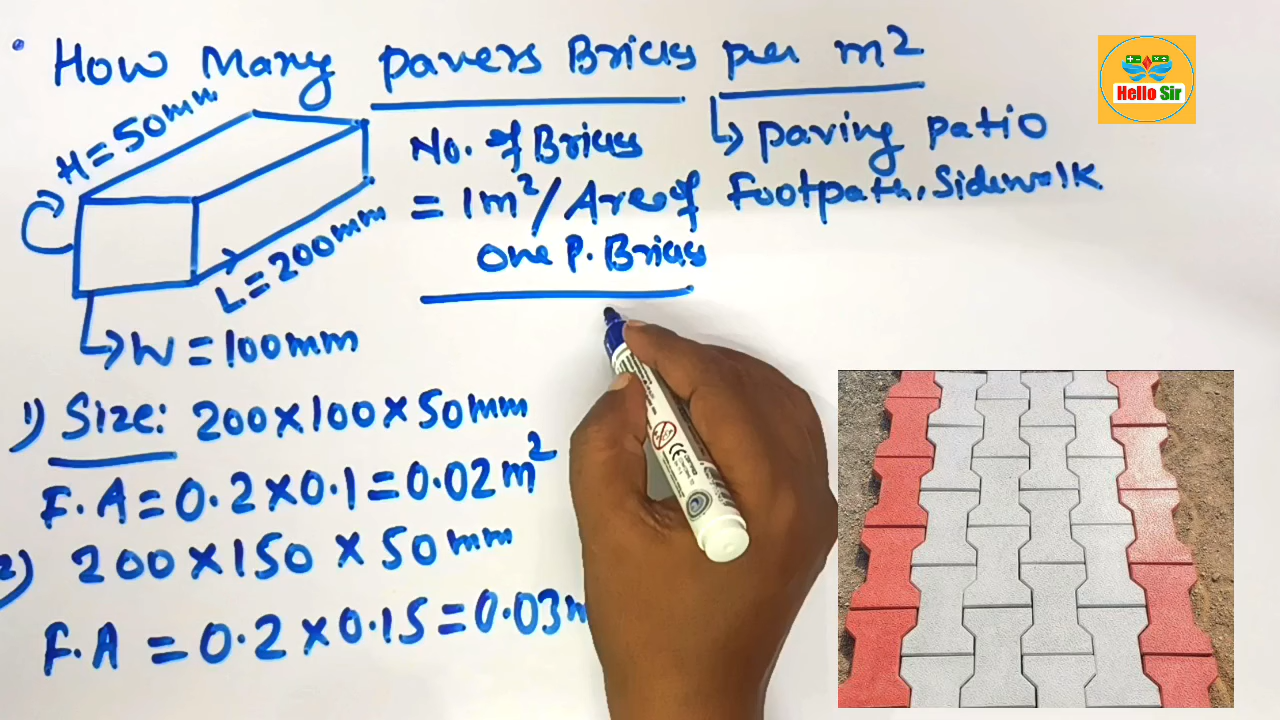 How Many pavers Bricks per m2
Hello Sir
↳ paving patio
Footpath, Sidewalk
H = 50mm
L = 200mm
↳ W = 100mm
No. of Bricks
= 1m²/Area of
one P. Bricks
1) Size: 200×100×50mm
F.A = 0.2×0.1 = 0.02m²
2) 200×150×50mm
F.A = 0.2×0.15 = 0.03m